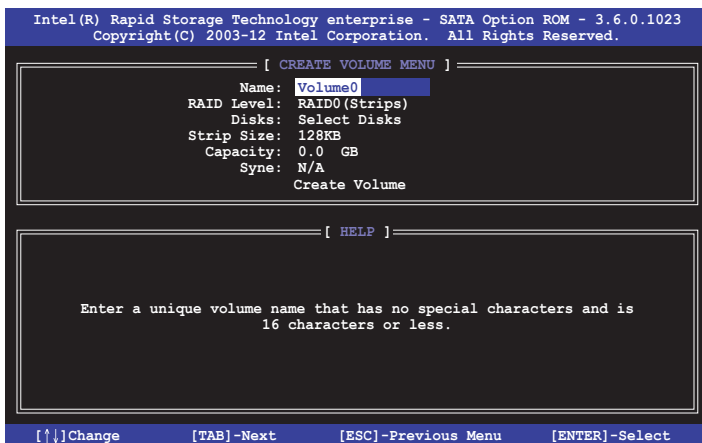 Intel(R) Rapid Storage Technology enterprise - SATA Option ROM - 3.6.0.1023
Copyright(C) 2003-12 Intel Corporation. All Rights Reserved.
[ CREATE VOLUME MENU ]
Name: Volume0
RAID Level: RAID0(Strips)
Disks: Select Disks
Strip Size: 128KB
Capacity: 0.0 GB
Syne: N/A
Create Volume
[ HELP ]
Enter a unique volume name that has no special characters and is
16 characters or less.
[↑↓]Change [TAB]-Next [ESC]-Previous Menu [ENTER]-Select